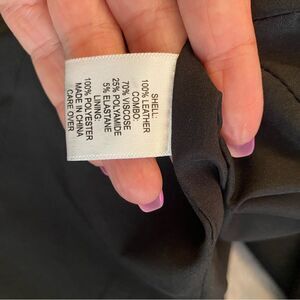 SHELL:
100% LEATHER
COMBO:
70% VISCOSE
25% POLYAMIDE
5% ELASTANE
LINING:
100% POLYESTER
MADE IN CHINA
CARE OVER